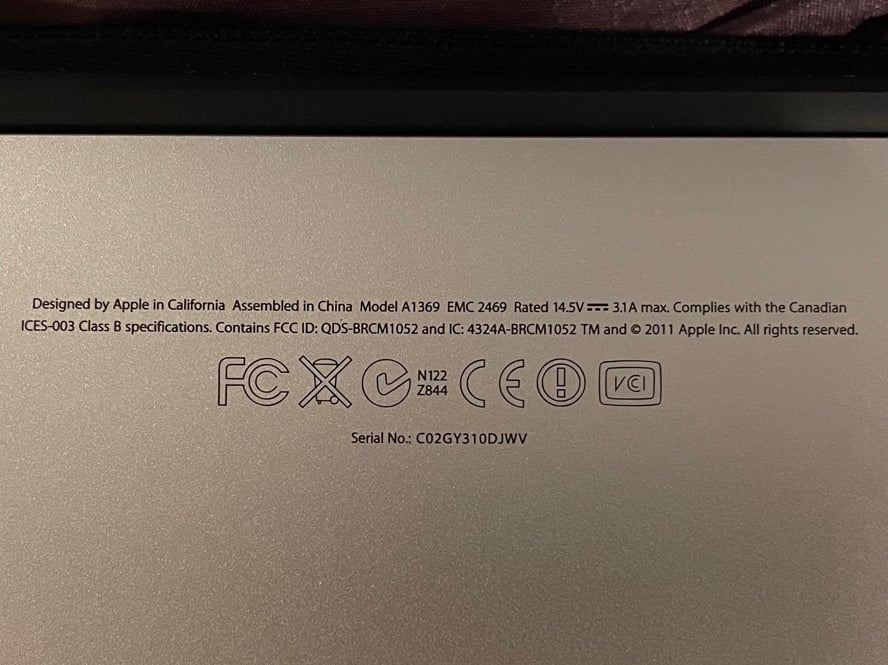 Designed by Apple in California Assembled in China Model A1369 EMC 2469 Rated 14.5V⎓3.1A max. Complies with the Canadian
ICES-003 Class B specifications. Contains FCC ID: QDS-BRCM1052 and IC: 4324A-BRCM1052 TM and © 2011 Apple Inc. All rights reserved.
FC N122 CE VCI
Z844
Serial No.: C02GY310DJWV